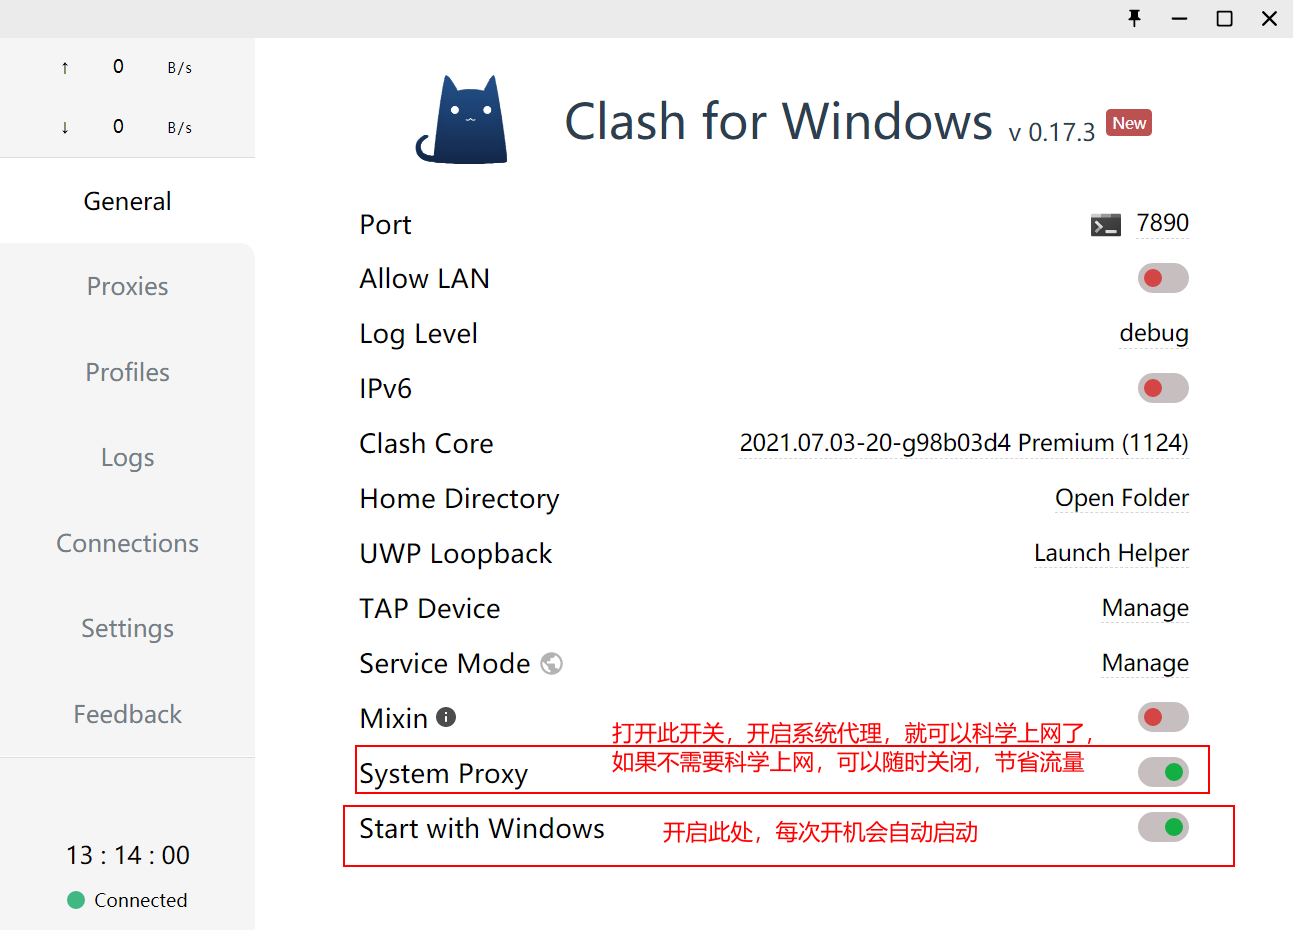 ↑ 0 B/s
↓ 0 B/s
General
Proxies
Profiles
Logs
Connections
Settings
Feedback
13 : 14 : 00
Connected
Clash for Windows v 0.17.3 New
Port 7890
Allow LAN
Log Level debug
IPv6
Clash Core 2021.07.03-20-g98b03d4 Premium (1124)
Home Directory Open Folder
UWP Loopback Launch Helper
TAP Device Manage
Service Mode Manage
Mixin
打开此开关，开启系统代理，就可以科学上网了，
如果不需要科学上网，可以随时关闭，节省流量
System Proxy
Start with Windows 开启此处，每次开机会自动启动